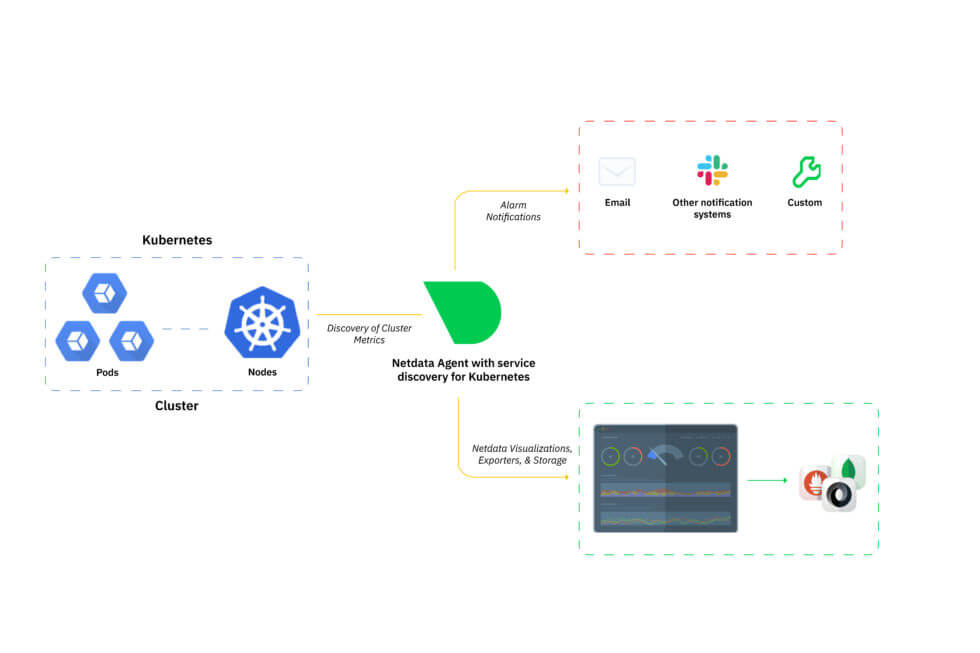 Kubernetes
Pods
Nodes
Cluster
Discovery of Cluster
Metrics
Netdata Agent with service
discovery for Kubernetes
Alarm
Notifications
Email
Other notification
systems
Custom
Netdata Visualizations,
Exporters, & Storage